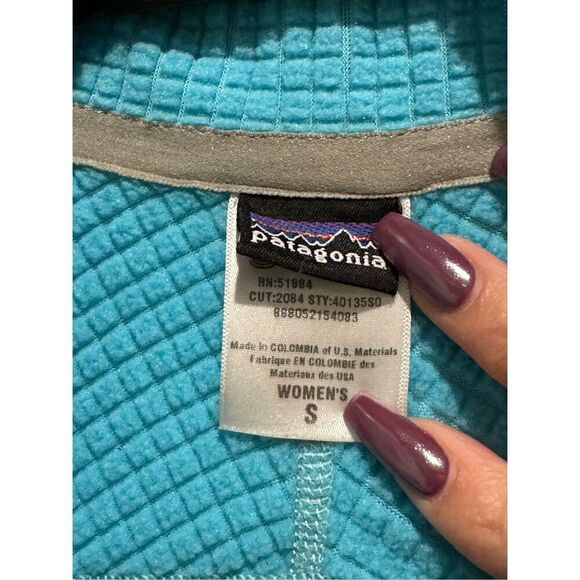 patagonia
RN:51884
CUT:2084 STY:40135S0
888052154083
Made in COLOMBIA of U.S. Materials
Fabrique EN COLOMBIE des
Materiaux des USA
WOMEN'S
S